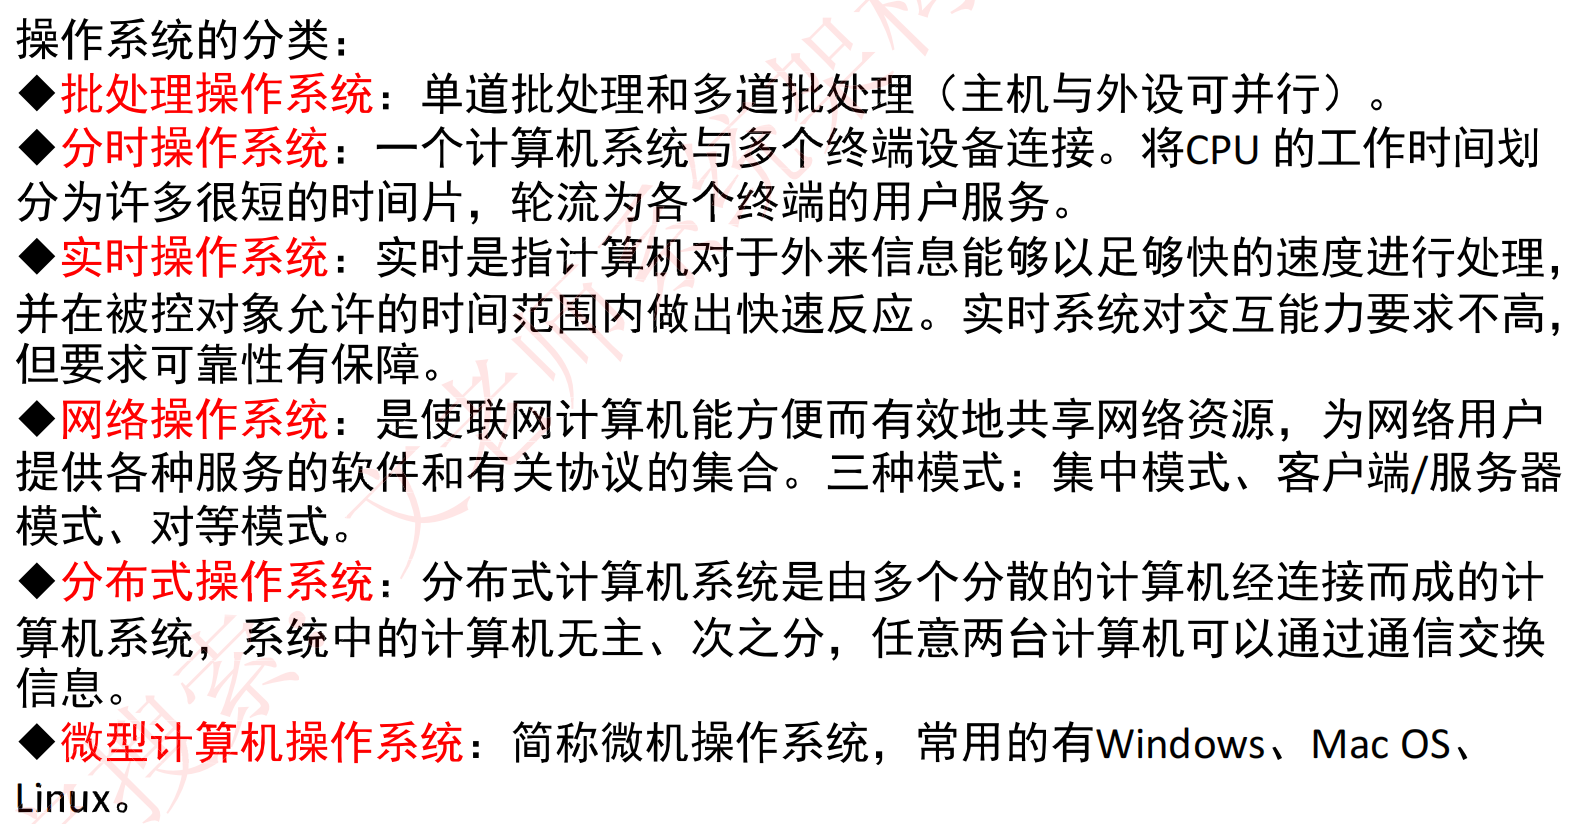 操作系统的分类：
◆批处理操作系统：单道批处理和多道批处理（主机与外设可并行）。
◆分时操作系统：一个计算机系统与多个终端设备连接。将CPU 的工作时间划
分为许多很短的时间片，轮流为各个终端的用户服务。
◆实时操作系统：实时是指计算机对于外来信息能够以足够快的速度进行处理，
并在被控对象允许的时间范围内做出快速反应。实时系统对交互能力要求不高，
但要求可靠性有保障。
◆网络操作系统：是使联网计算机能方便而有效地共享网络资源，为网络用户
提供各种服务的软件和有关协议的集合。三种模式：集中模式、客户端/服务器
模式、对等模式。
◆分布式操作系统：分布式计算机系统是由多个分散的计算机经连接而成的计
算机系统，系统中的计算机无主、次之分，任意两台计算机可以通过通信交换
信息。
◆微型计算机操作系统：简称微机操作系统，常用的有Windows、Mac OS、
Linux。
搜索：文老师系统架构